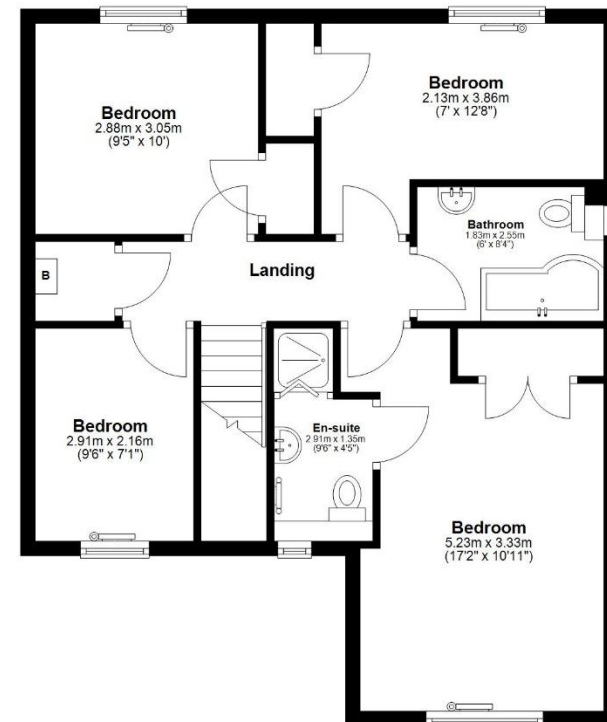 Bedroom
2.88m x 3.05m
(9'5" x 10')
Bedroom
2.13m x 3.86m
(7' x 12'8")
Bathroom
1.83m x 2.55m
(6' x 8'4")
Landing
B
Bedroom
2.91m x 2.16m
(9'6" x 7'1")
En-suite
2.91m x 1.35m
(9'6" x 4'5")
Bedroom
5.23m x 3.33m
(17'2" x 10'11")